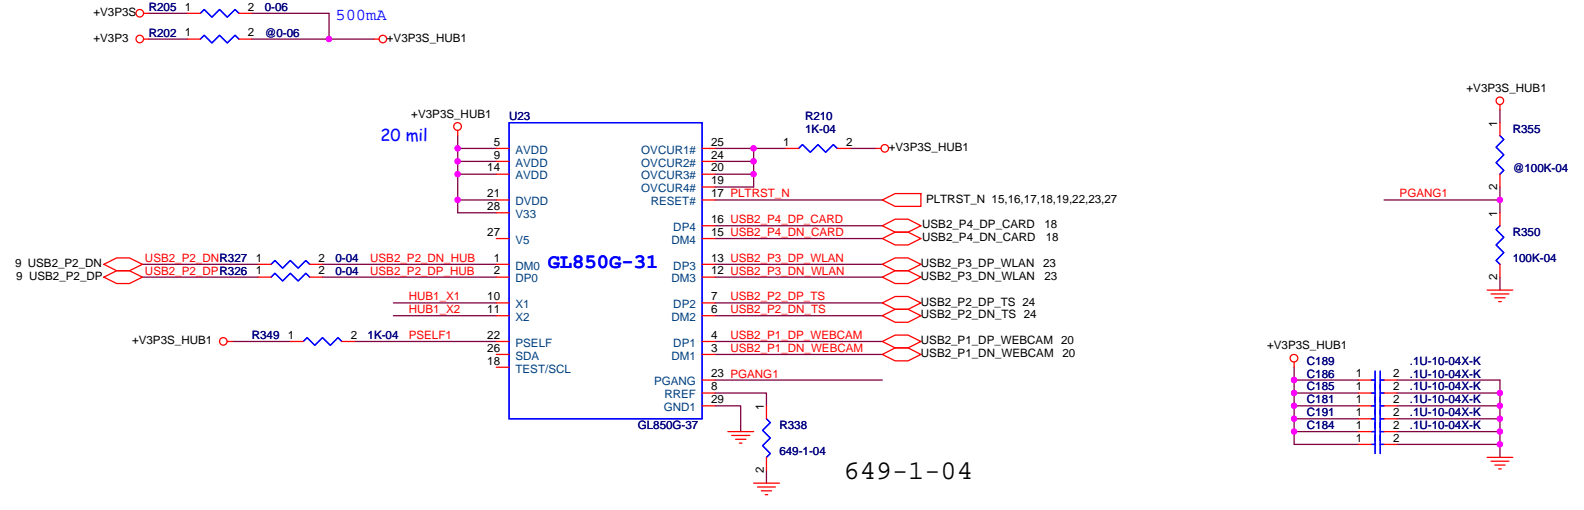 +V3P3S R205 1 2 0-06 500mA
+V3P3 R202 1 2 @0-06 +V3P3S_HUB1
+V3P3S_HUB1
20 mil
U23
GL850G-31
5 AVDD
9 AVDD
14 AVDD
21 DVDD
28 V33
27 V5
9 USB2_P2_DN USB2_P2_DN R327 1 2 0-04 USB2_P2_DN_HUB 1 DM0
9 USB2_P2_DP USB2_P2_DP R326 1 2 0-04 USB2_P2_DP_HUB 2 DP0
HUB1_X1 10 X1
HUB1_X2 11 X2
+V3P3S_HUB1 R349 1 2 1K-04 PSELF1 22 PSELF
26 SDA
18 TEST/SCL
R210
1K-04
OVCUR1# 25 1 2 +V3P3S_HUB1
OVCUR2# 24
OVCUR3# 20
OVCUR4# 19
RESET# 17 PLTRST_N PLTRST_N 15,16,17,18,19,22,23,27
DP4 16 USB2_P4_DP_CARD USB2_P4_DP_CARD 18
DM4 15 USB2_P4_DN_CARD USB2_P4_DN_CARD 18
DP3 13 USB2_P3_DP_WLAN USB2_P3_DP_WLAN 23
DM3 12 USB2_P3_DN_WLAN USB2_P3_DN_WLAN 23
DP2 7 USB2_P2_DP_TS USB2_P2_DP_TS 24
DM2 6 USB2_P2_DN_TS USB2_P2_DN_TS 24
DP1 4 USB2_P1_DP_WEBCAM USB2_P1_DP_WEBCAM 20
DM1 3 USB2_P1_DN_WEBCAM USB2_P1_DN_WEBCAM 20
PGANG 23 PGANG1
RREF 8
GND1 29
GL850G-37
1
R338
649-1-04
2
649-1-04
+V3P3S_HUB1
1
R355
@100K-04
2
PGANG1
1
R350
100K-04
2
+V3P3S_HUB1
C189 .1U-10-04X-K
C186 1 2 .1U-10-04X-K
C185 1 2 .1U-10-04X-K
C181 1 2 .1U-10-04X-K
C191 1 2 .1U-10-04X-K
C184 1 2 .1U-10-04X-K
1 2